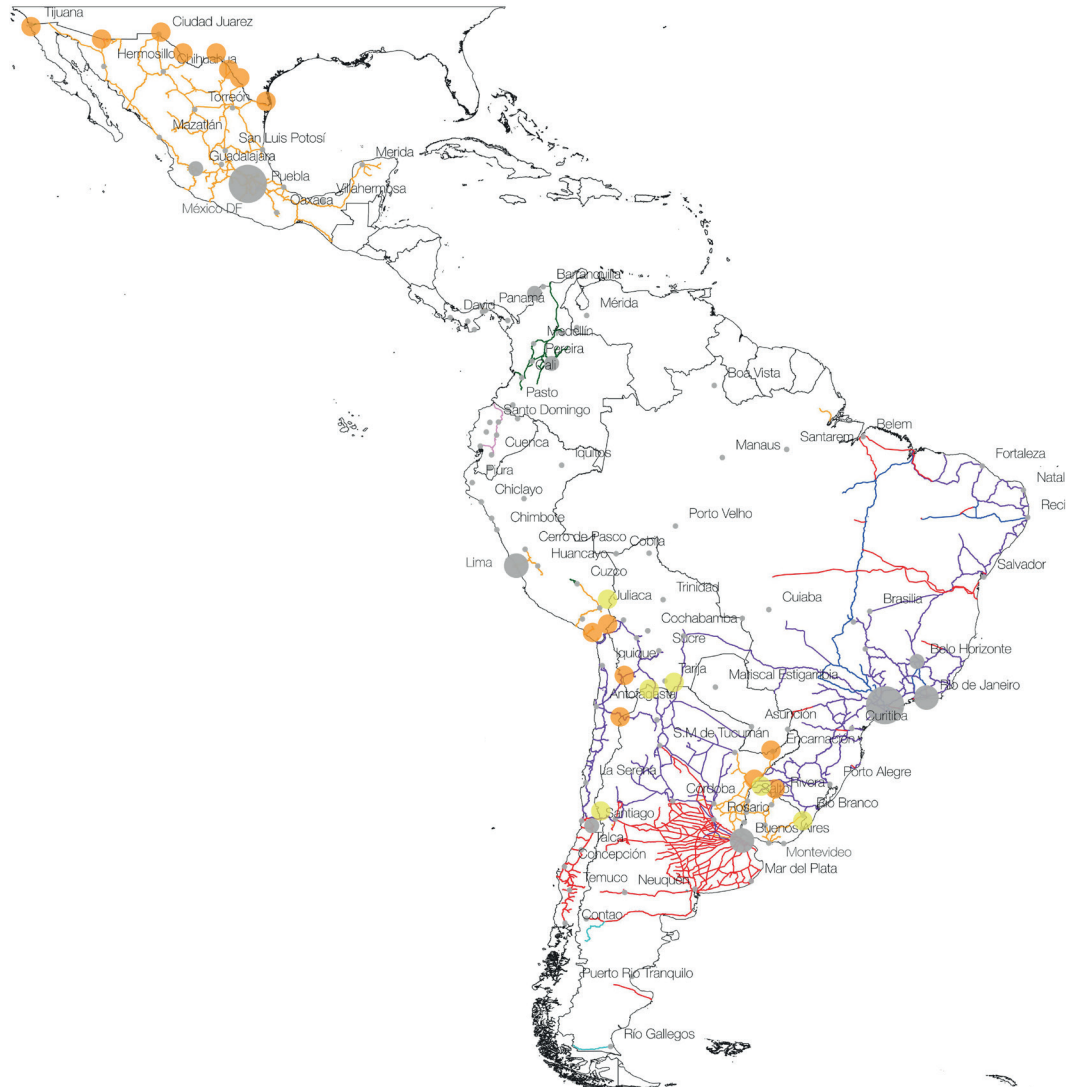 Tijuana
Ciudad Juarez
Hermosillo
Chihuahua
Torreón
Mazatlán
San Luis Potosí
Guadalajara
Merida
Puebla
Villahermosa
Oaxaca
México DF
Barranquilla
Panamá
David
Mérida
Medellín
Pereira
Cali
Boa Vista
Pasto
Santo Domingo
Belem
Santarem
Cuenca
Manaus
Iquitos
Fortaleza
Piura
Natal
Chiclayo
Reci
Porto Velho
Chimbote
Cerro de Pasco
Cobija
Huancayo
Lima
Salvador
Cuzco
Trinidad
Juliaca
Cuiaba
Brasilia
Cochabamba
Sucre
Belo Horizonte
Iquique
Tarija
Matiscal Estigarribia
Rio de Janeiro
Antofagasta
Asunción
Curitiba
S.M de Tucumán
Encarnación
La Serena
Porto Alegre
Rivera
Córdoba
Salto
Rio Branco
Rosario
Santiago
Buenos Aires
Talca
Montevideo
Concepción
Mar del Plata
Temuco
Neuquén
Contao
Puerto Rio Tranquilo
Río Gallegos